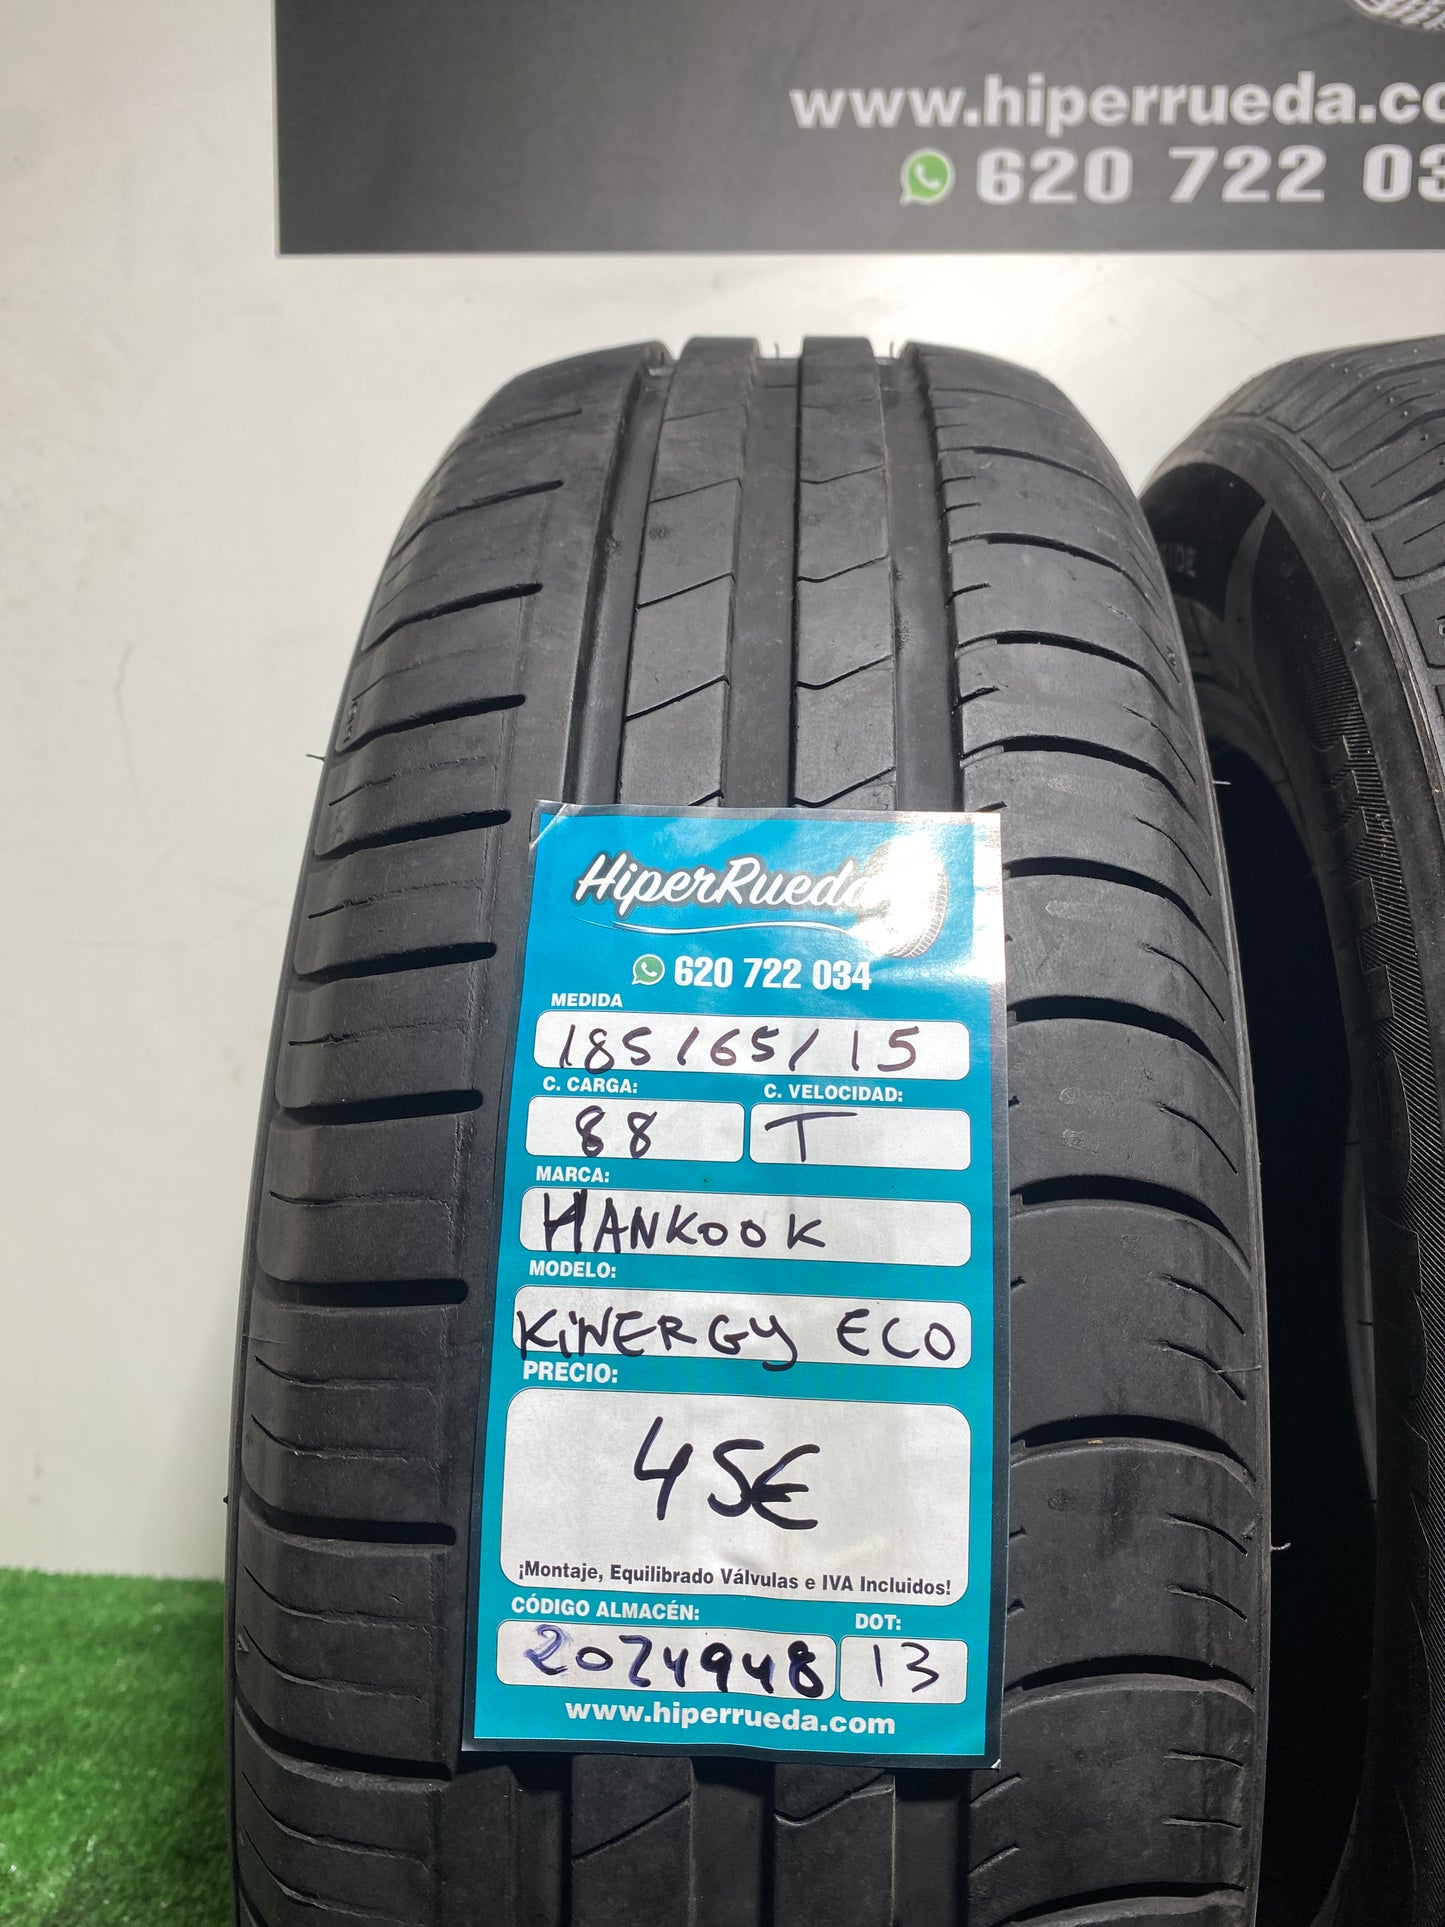 www.hiperrueda.co
620 722 03
HiperRueda
620 722 034
MEDIDA
185/65/15
C. CARGA:
C. VELOCIDAD:
88
T
MARCA:
HANKOOK
MODELO:
KiNERGY ECO
PRECIO:
45€
¡Montaje, Equilibrado Válvulas e IVA Incluidos!
CÓDIGO ALMACÉN:
DOT:
2074948
13
www.hiperrueda.com